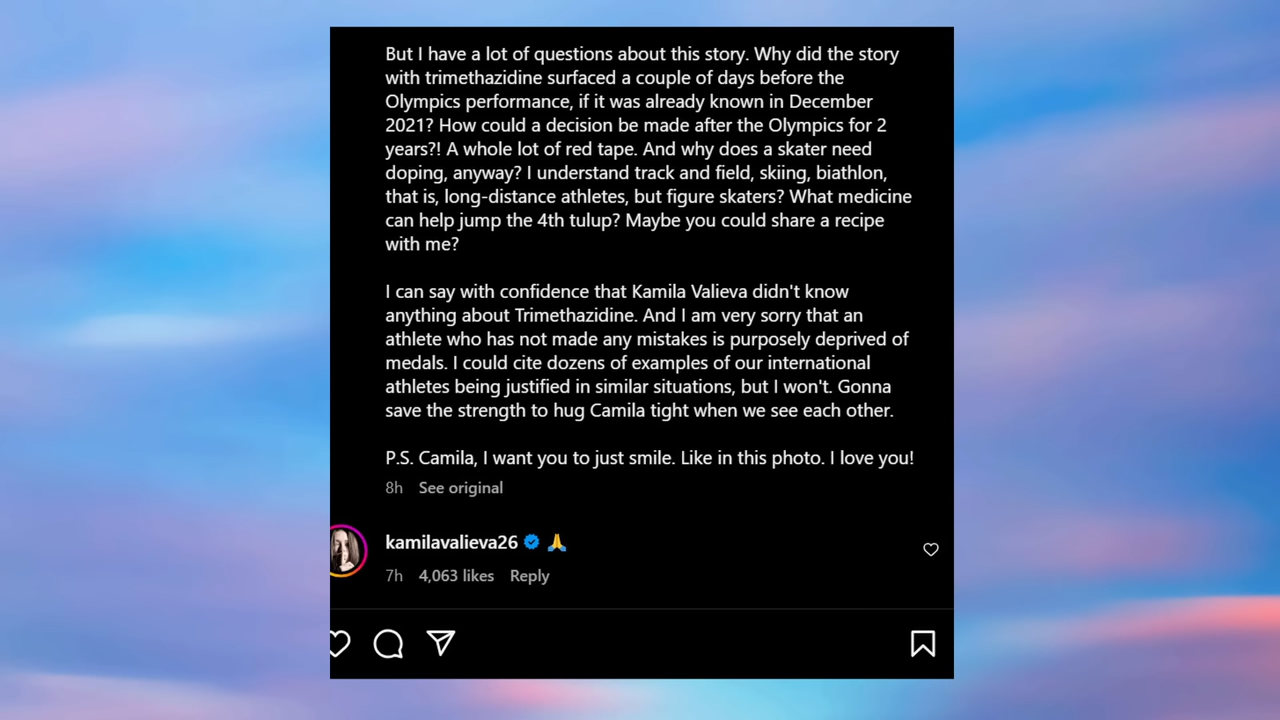 But I have a lot of questions about this story. Why did the story
with trimethazidine surfaced a couple of days before the
Olympics performance, if it was already known in December
2021? How could a decision be made after the Olympics for 2
years?! A whole lot of red tape. And why does a skater need
doping, anyway? I understand track and field, skiing, biathlon,
that is, long-distance athletes, but figure skaters? What medicine
can help jump the 4th tulup? Maybe you could share a recipe
with me?
I can say with confidence that Kamila Valieva didn't know
anything about Trimethazidine. And I am very sorry that an
athlete who has not made any mistakes is purposely deprived of
medals. I could cite dozens of examples of our international
athletes being justified in similar situations, but I won't. Gonna
save the strength to hug Camila tight when we see each other.
P.S. Camila, I want you to just smile. Like in this photo. I love you!
8h See original
kamilavalieva26 🙏
7h 4,063 likes Reply